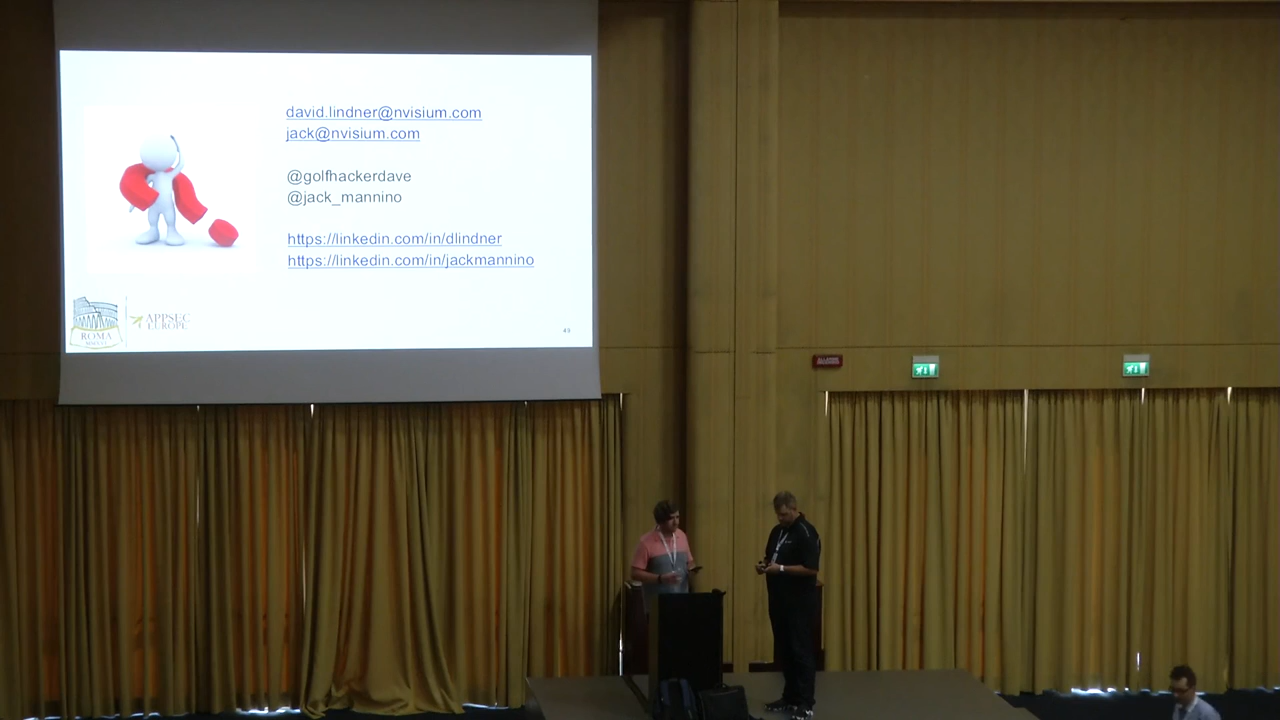 david.lindner@nvisium.com
jack@nvisium.com
@golfhackerdave
@jack_mannino
https://linkedin.com/in/dlindner
https://linkedin.com/in/jackmannino
ROMA
APPSEC
EUROPE
49